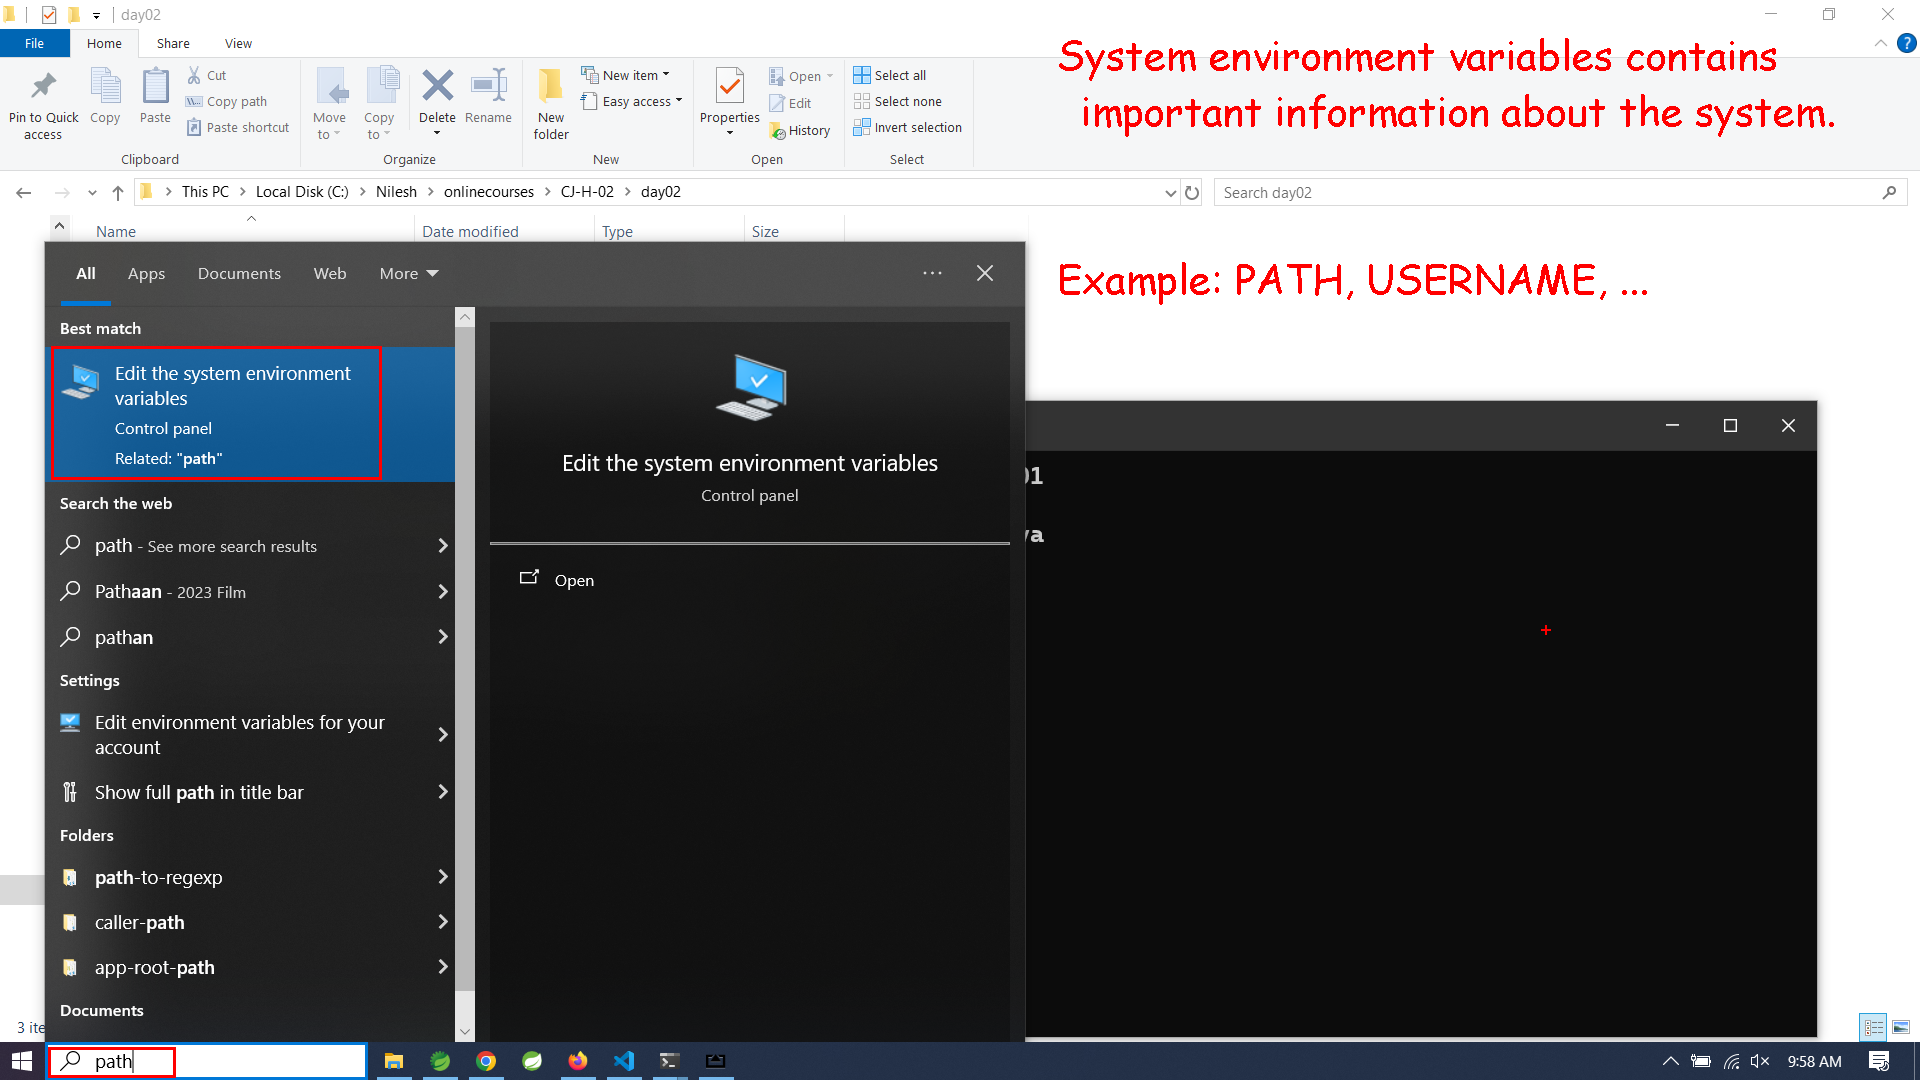 day02
File Home Share View
Pin to Quick access
Copy
Paste
Cut
Copy path
Paste shortcut
Clipboard
Move to
Copy to
Delete
Rename
Organize
New folder
New item
Easy access
New
Properties
Open
Edit
History
Open
Select all
Select none
Invert selection
Select
System environment variables contains
important information about the system.
This PC > Local Disk (C:) > Nilesh > onlinecourses > CJ-H-02 > day02
Search day02
Name Date modified Type Size
Example: PATH, USERNAME, ...
All Apps Documents Web More
Best match
Edit the system environment
variables
Control panel
Related: "path"
Search the web
path - See more search results
Pathaan - 2023 Film
pathan
Settings
Edit environment variables for your
account
Show full path in title bar
Folders
path-to-regexp
caller-path
app-root-path
Documents
Edit the system environment variables
Control panel
Open
01
va
3 ite
path
9:58 AM